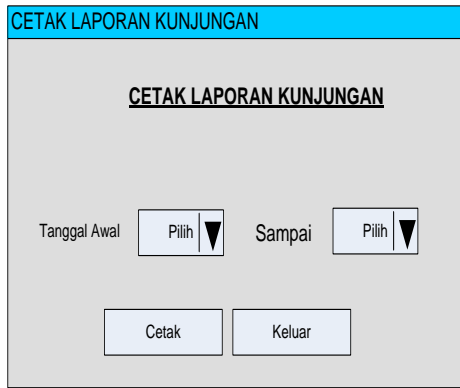 CETAK LAPORAN KUNJUNGAN
CETAK LAPORAN KUNJUNGAN
Tanggal Awal Pilih Sampai Pilih
Cetak Keluar